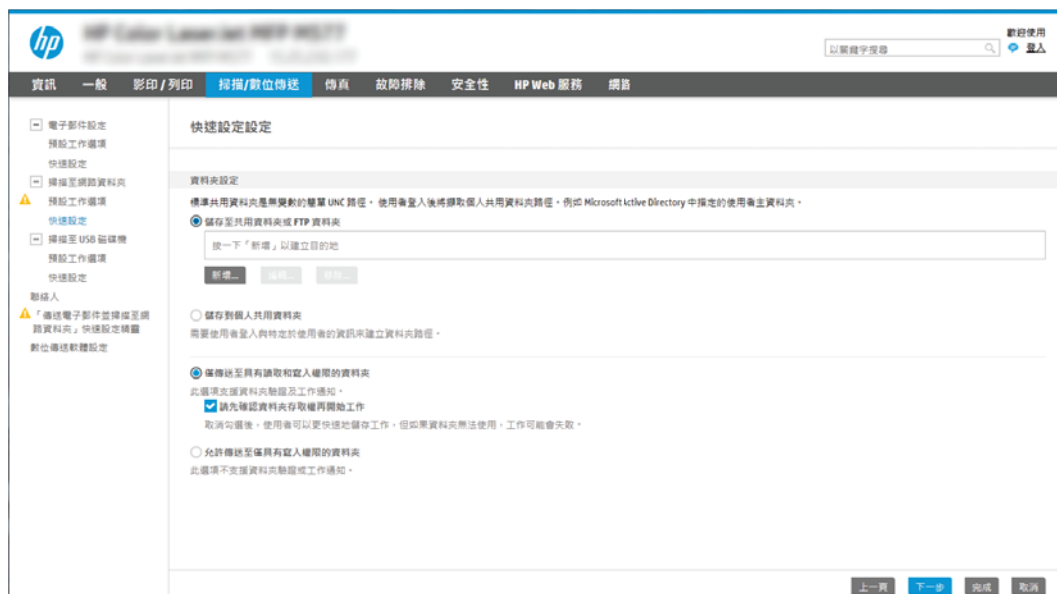 hp
HP Color LaserJet MFP M577
歡迎使用
以關鍵字搜尋
登入
資訊 一般 影印 / 列印 掃描/數位傳送 傳真 故障排除 安全性 HP Web 服務 網路
電子郵件設定
預設工作選項
快速設定
掃描至網路資料夾
預設工作選項
快速設定
掃描至 USB 磁碟機
預設工作選項
快速設定
聯絡人
「傳送電子郵件並掃描至網
路資料夾」快速設定精靈
數位傳送軟體設定
快速設定設定
資料夾設定
標準共用資料夾是無變數的簡單 UNC 路徑。 使用者登入後將擷取個人共用資料夾路徑。例如 Microsoft Active Directory 中指定的使用者主資料夾。
儲存至共用資料夾或 FTP 資料夾
按一下「新增」以建立目的地
新增... 編輯... 移除...
儲存到個人共用資料夾
需要使用者登入與特定於使用者的資訊來建立資料夾路徑。
僅傳送至具有讀取和寫入權限的資料夾
此選項支援資料夾驗證及工作通知。
請先確認資料夾存取權再開始工作
取消勾選後，使用者可以更快速地儲存工作，但如果資料夾無法使用，工作可能會失敗。
允許傳送至僅具有寫入權限的資料夾
此選項不支援資料夾驗證或工作通知。
上一頁 下一步 完成 取消